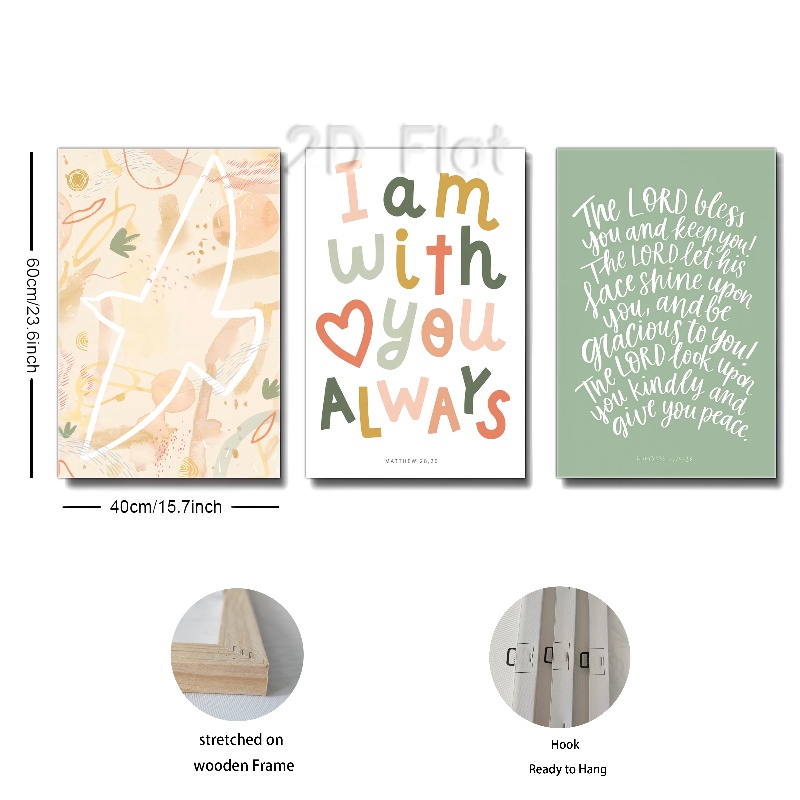 2D Flat
I am
with
you
ALWAYS
MATTHEW 28,20
The LORD bless
you and keep you!
The LORD let his
face shine upon
you, and be
gracious to you!
The LORD look upon
you kindly and
give you peace.
60cm/23.6inch
40cm/15.7inch
stretched on
wooden Frame
Hook
Ready to Hang